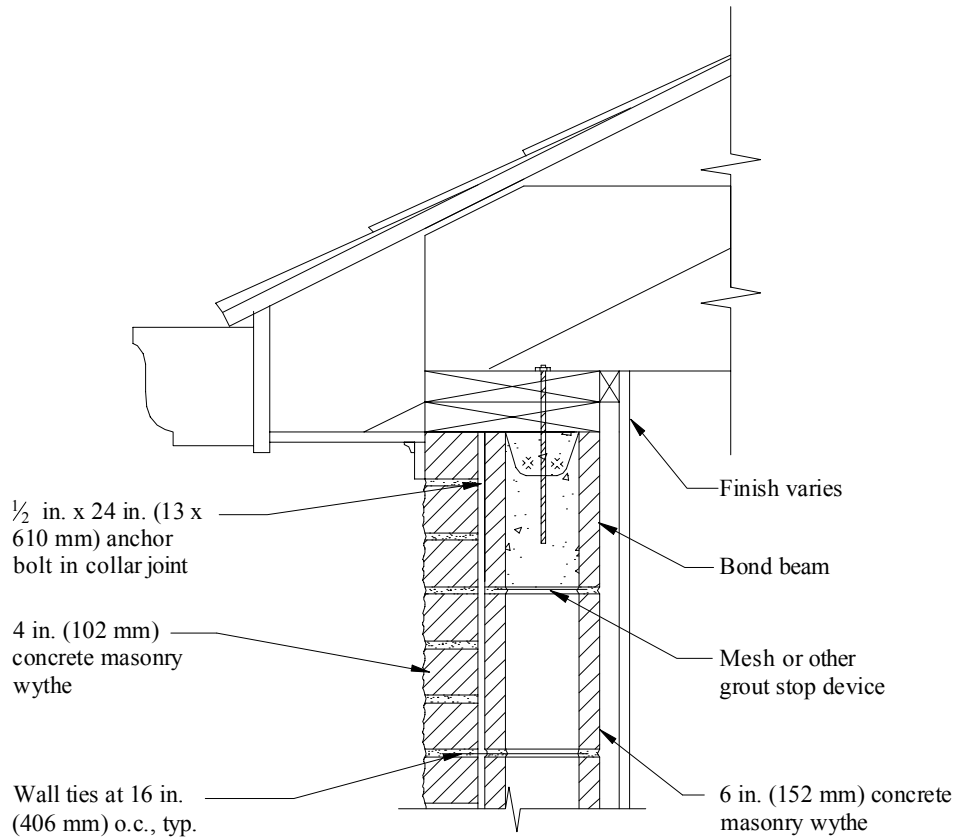 ½ in. x 24 in. (13 x
610 mm) anchor
bolt in collar joint
4 in. (102 mm)
concrete masonry
wythe
Wall ties at 16 in.
(406 mm) o.c., typ.
Finish varies
Bond beam
Mesh or other
grout stop device
6 in. (152 mm) concrete
masonry wythe